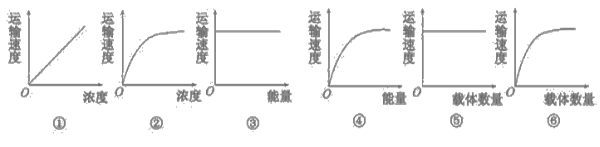 运输速度 O 浓度
①
运输速度 O 浓度
②
运输速度 O 能量
③
运输速度 O 能量
④
运输速度 O 载体数量
⑤
运输速度 O 载体数量
⑥